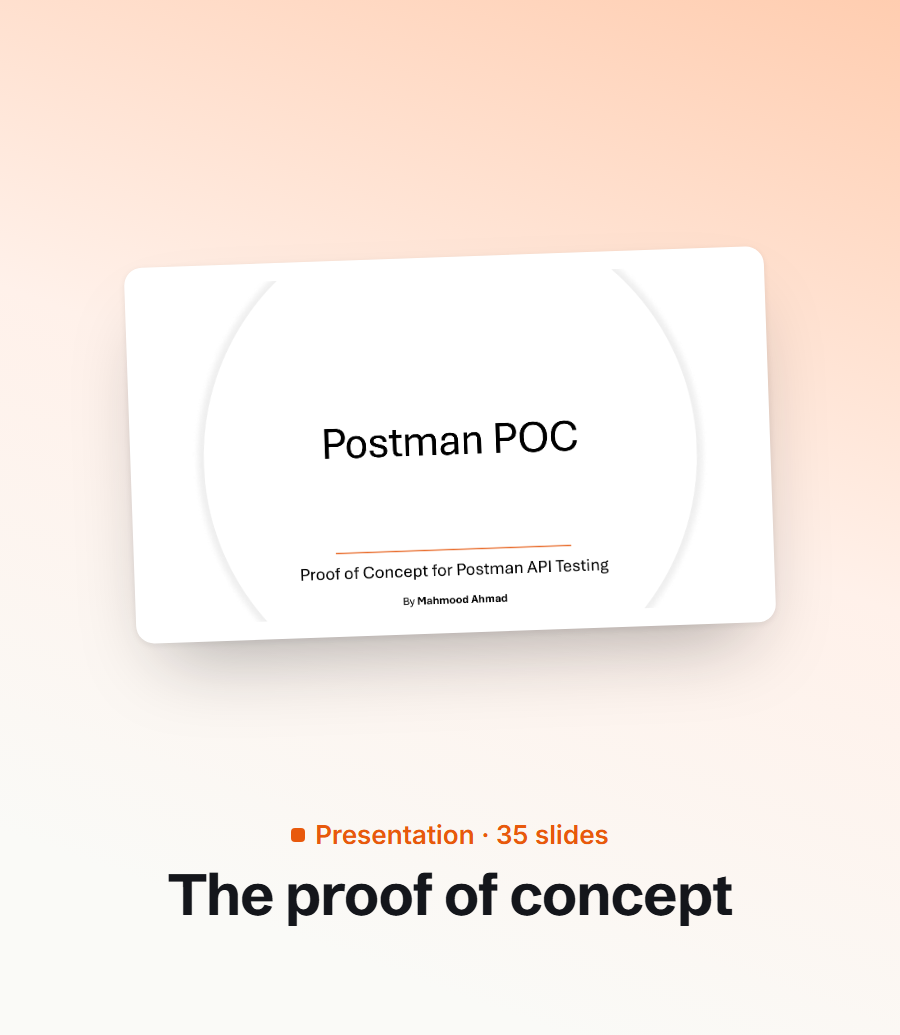 Postman POC
Proof of Concept for Postman API Testing
By Mahmood Ahmad
Presentation · 35 slides
The proof of concept